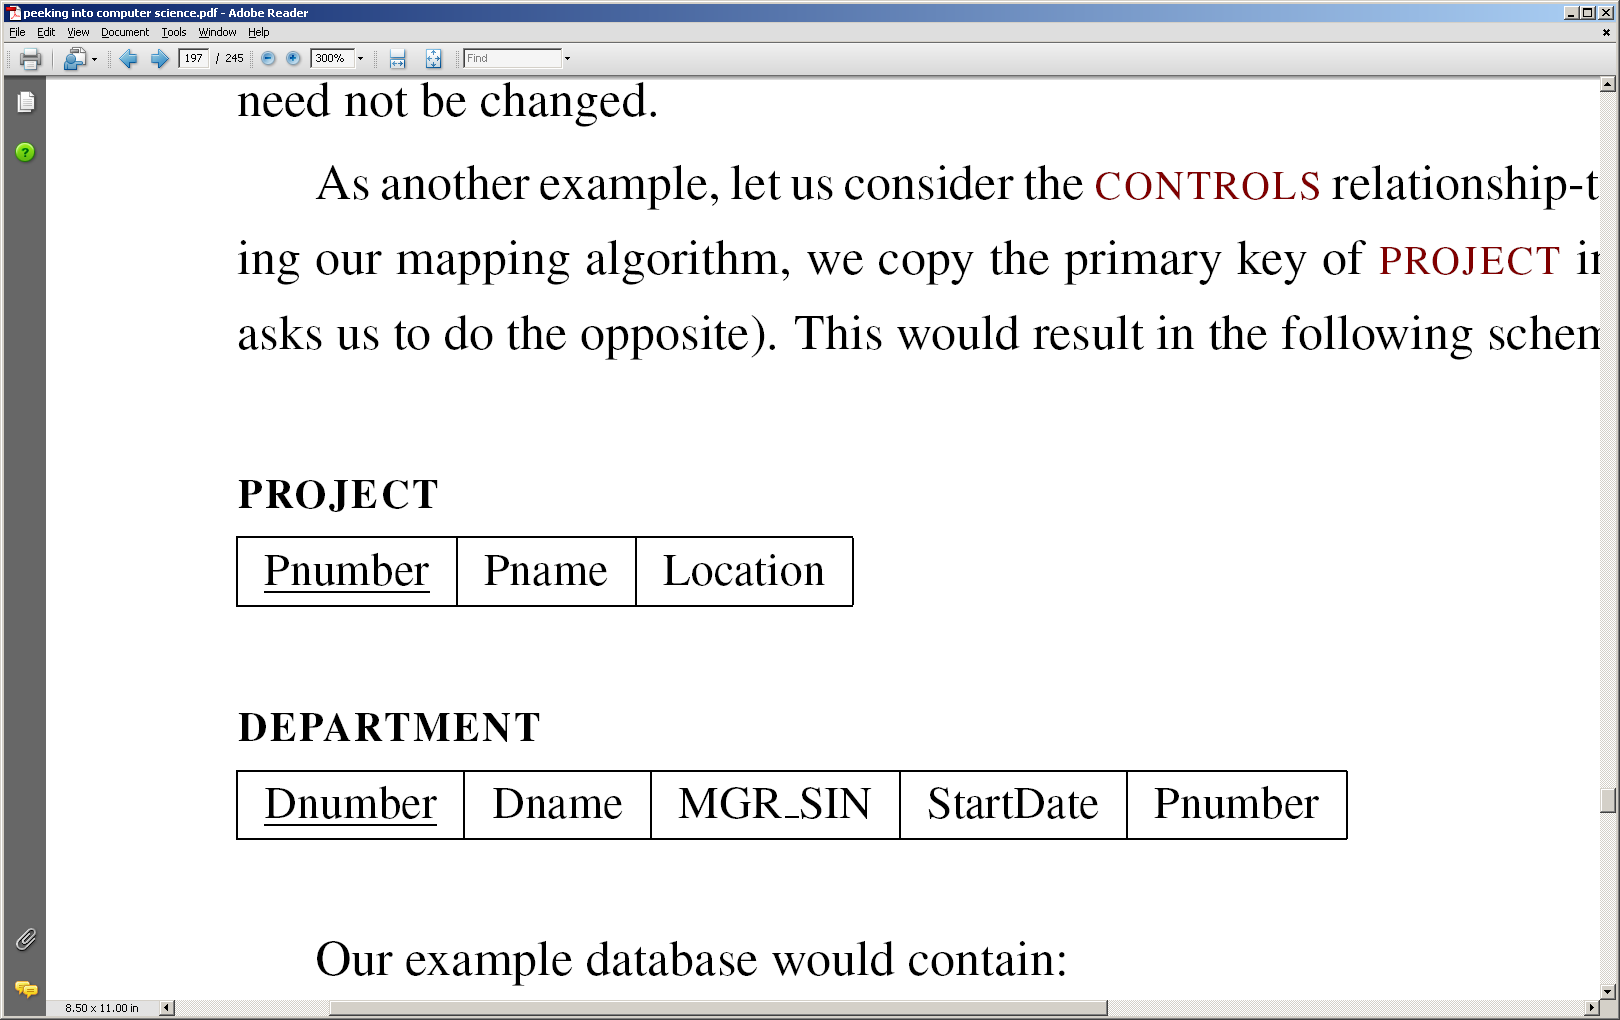 peeking into computer science.pdf - Adobe Reader
File Edit View Document Tools Window Help
197 / 245 300% Find
need not be changed.
As another example, let us consider the CONTROLS relationship-t
ing our mapping algorithm, we copy the primary key of PROJECT in
asks us to do the opposite). This would result in the following schem
PROJECT
Pnumber Pname Location
DEPARTMENT
Dnumber Dname MGR_SIN StartDate Pnumber
Our example database would contain:
8.50 x 11.00 in